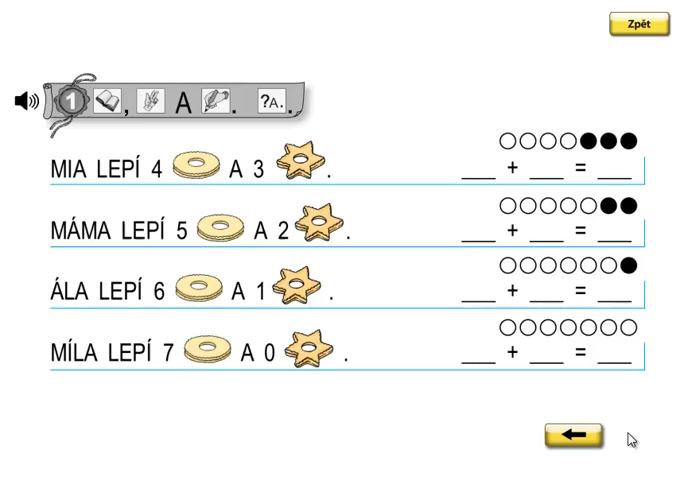 Zpět
1 , A . ?A. .
MIA LEPÍ 4 A 3 . ___ + ___ = ___
MÁMA LEPÍ 5 A 2 . ___ + ___ = ___
ÁLA LEPÍ 6 A 1 . ___ + ___ = ___
MÍLA LEPÍ 7 A 0 . ___ + ___ = ___